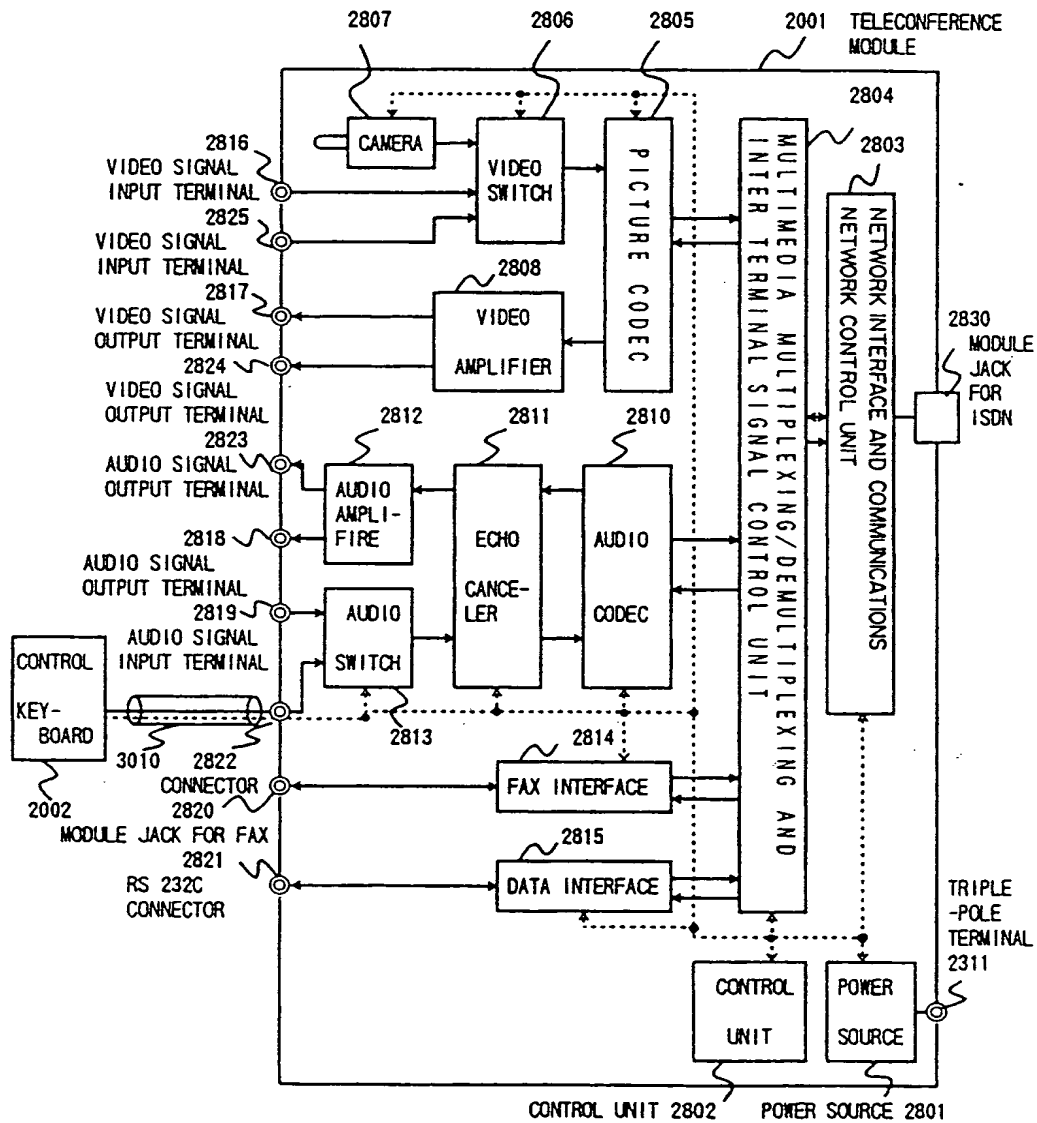 2807
2806
2805
2001 TELECONFERENCE
MODULE
2804
2803
2816
VIDEO SIGNAL
INPUT TERMINAL
2825
VIDEO SIGNAL
INPUT TERMINAL
2817
VIDEO SIGNAL
OUTPUT TERMINAL
2824
VIDEO SIGNAL
OUTPUT TERMINAL
2823
AUDIO SIGNAL
OUTPUT TERMINAL
2818
AUDIO SIGNAL
OUTPUT TERMINAL
2819
AUDIO SIGNAL
INPUT TERMINAL
CONTROL
KEY-
BOARD
2002
3010
2822
CONNECTOR
2820
MODULE JACK FOR FAX
2821
RS 232C
CONNECTOR
CAMERA
VIDEO
SWITCH
PICTURE CODEC
2808
VIDEO
AMPLIFIER
2812
2811
2810
AUDIO
AMPLI-
FIRE
ECHO
CANCE-
LER
AUDIO
CODEC
AUDIO
SWITCH
2813
2814
FAX INTERFACE
2815
DATA INTERFACE
MULTIMEDIA MULTIPLEXING/DEMULTIPLEXING AND
INTER TERMINAL SIGNAL CONTROL UNIT
NETWORK INTERFACE AND COMMUNICATIONS
NETWORK CONTROL UNIT
2830
MODULE
JACK
FOR
ISDN
TRIPLE
-POLE
TERMINAL
2311
CONTROL
UNIT
POWER
SOURCE
CONTROL UNIT 2802
POWER SOURCE 2801